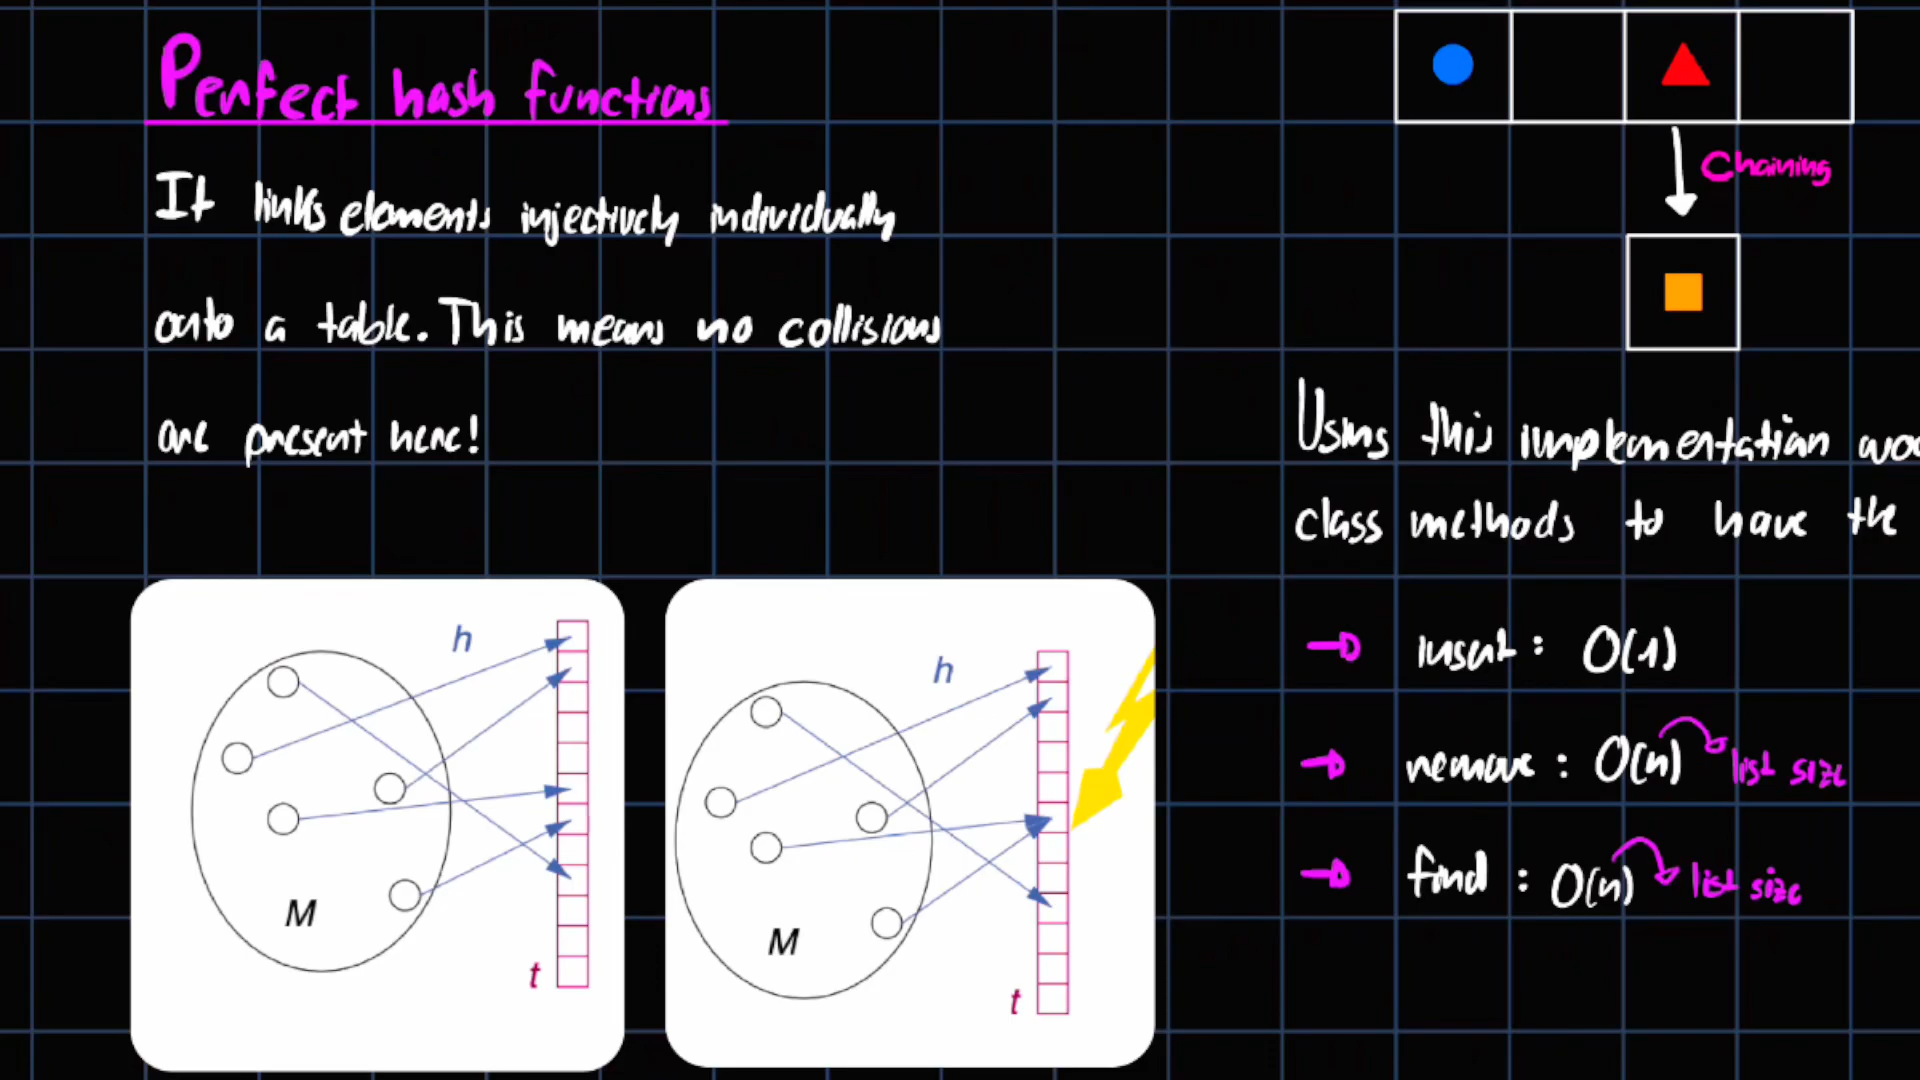 Perfect hash functions
It links elements injectively individually
onto a table. This means no collisions
are present here!
h
M
t
h
M
t
Chaining
Using this implementation
class methods to have the
insert: O(1)
remove: O(n) list size
find: O(n) list size